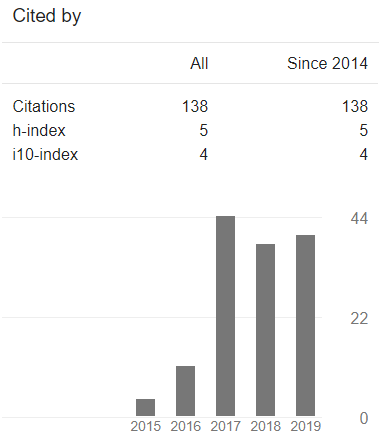 Cited by
All Since 2014
Citations 138 138
h-index 5 5
i10-index 4 4
44
22
0
2015 2016 2017 2018 2019